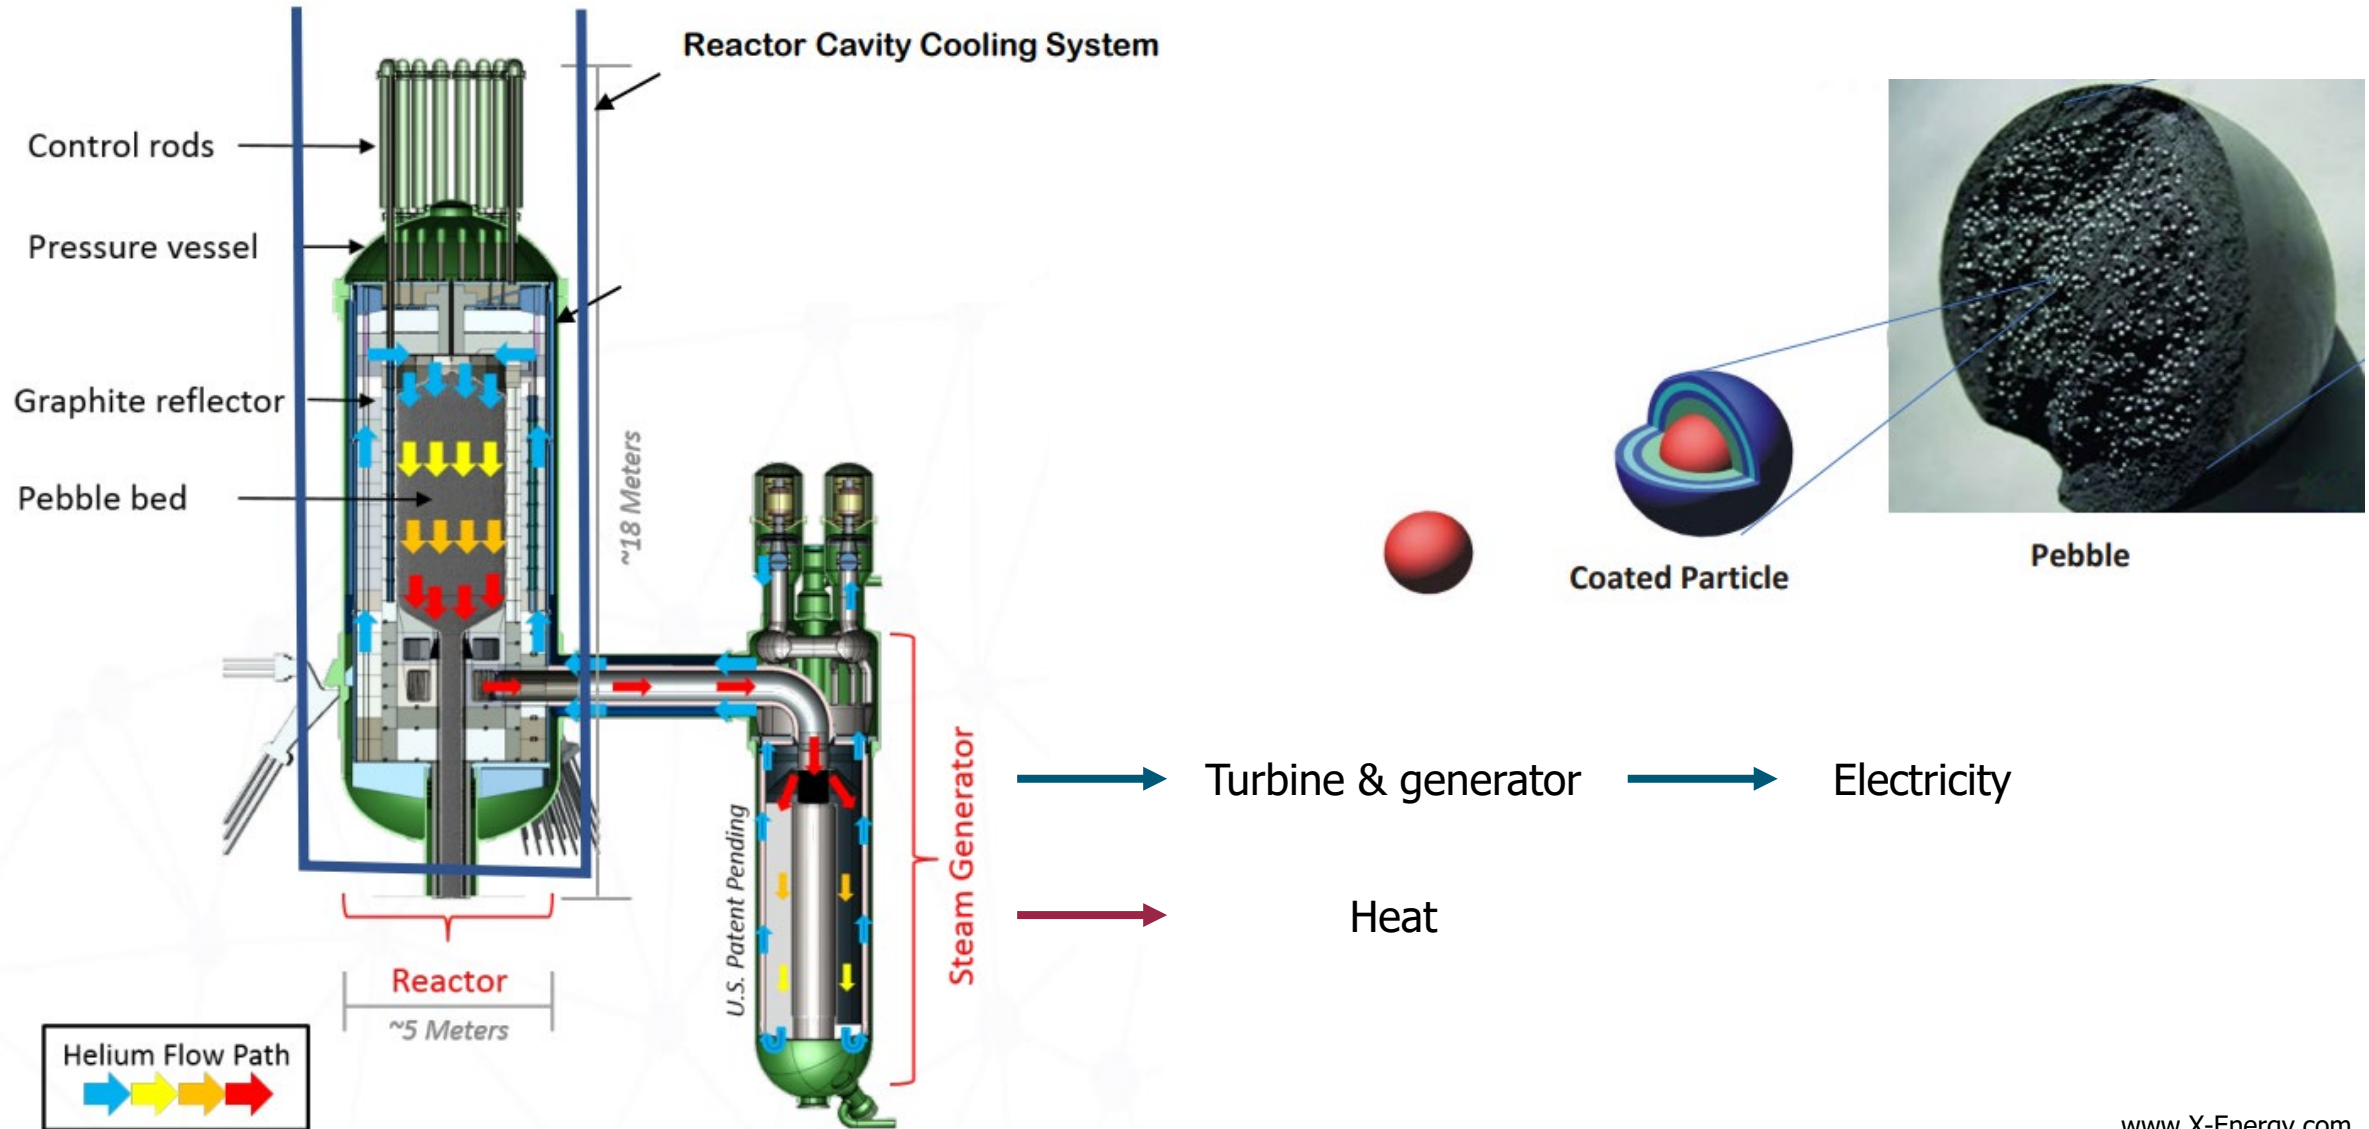 Reactor Cavity Cooling System
Control rods
Pressure vessel
Graphite reflector
Pebble bed
~18 Meters
Coated Particle
Pebble
Turbine & generator
Electricity
Heat
U.S. Patent Pending
Steam Generator
Reactor
~5 Meters
Helium Flow Path
www.X-Energy.com